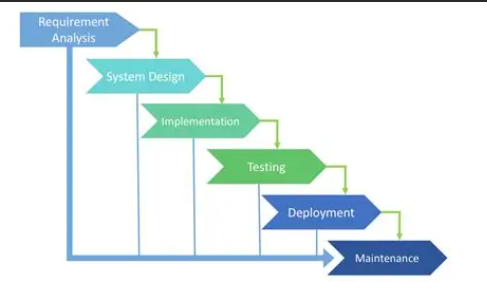 Requirement
Analysis
System Design
Implementation
Testing
Deployment
Maintenance